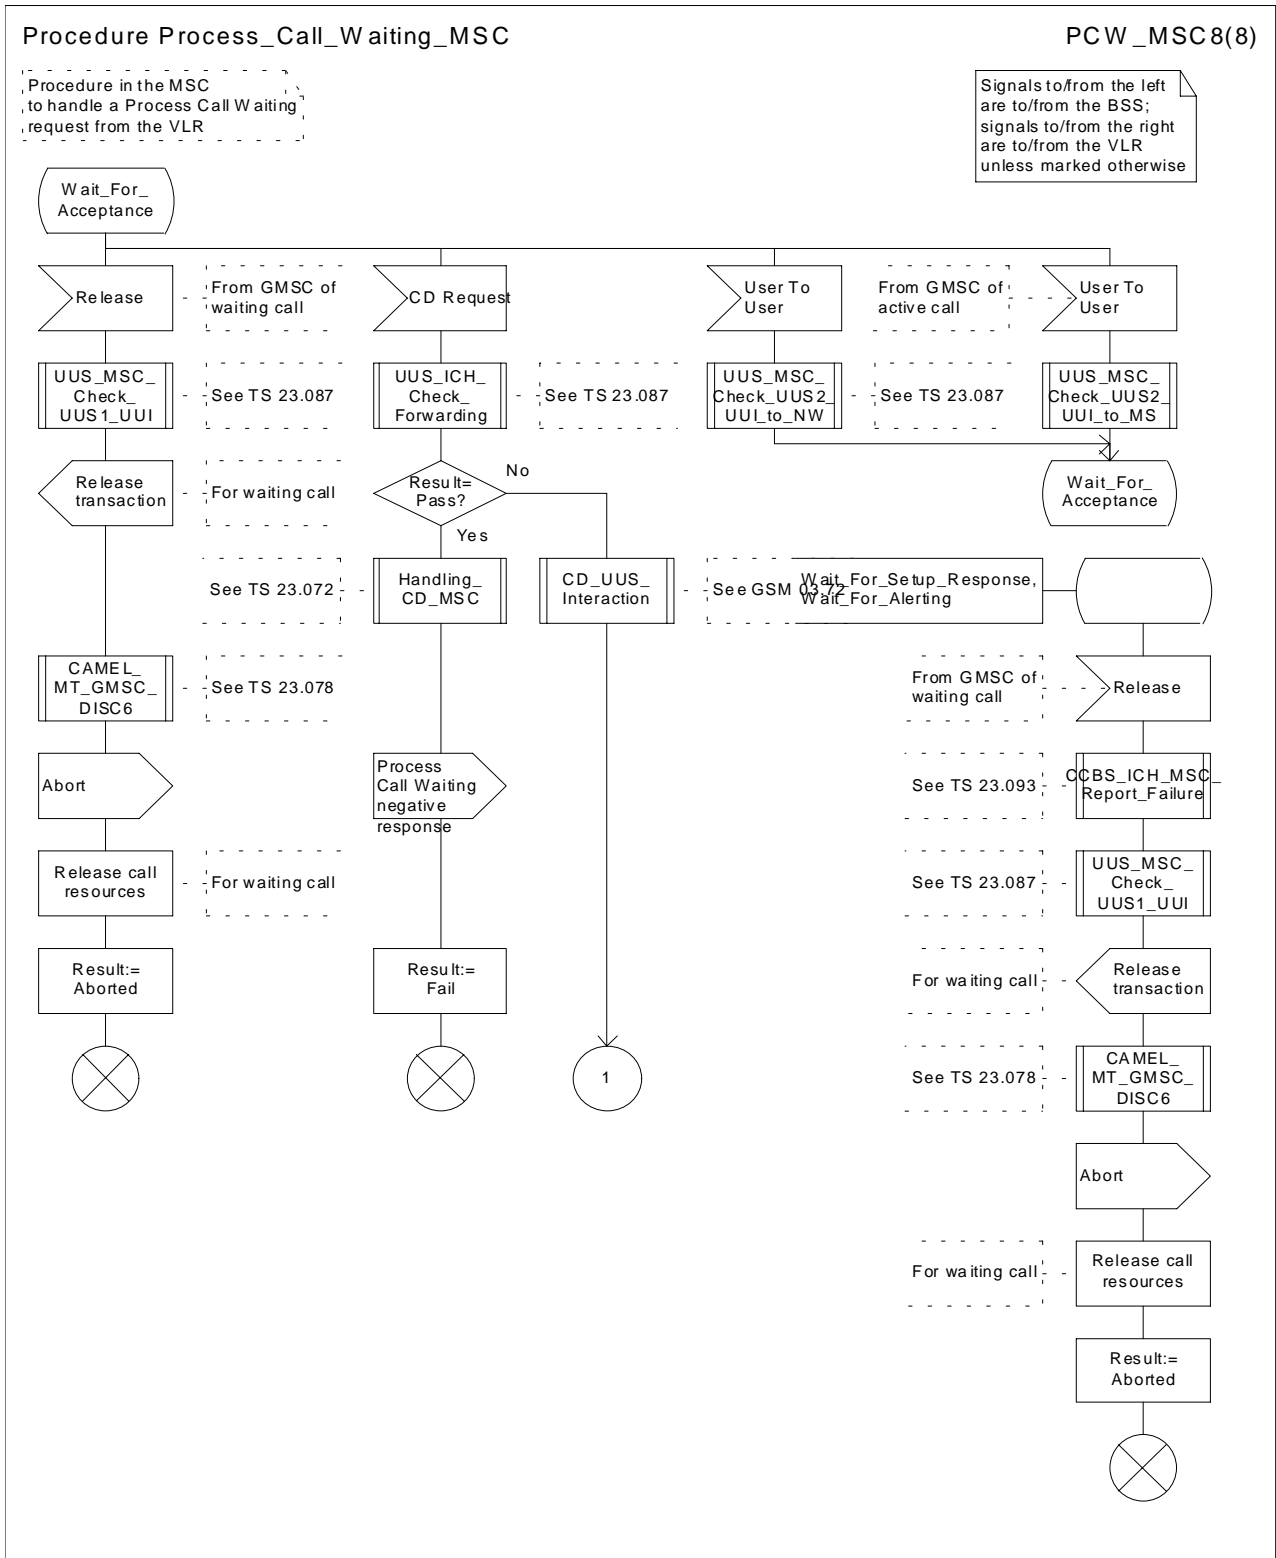 Procedure Process_Call_Waiting_MSC
PCW_MSC8(8)
Procedure in the MSC
to handle a Process Call Waiting
request from the VLR
Signals to/from the left
are to/from the BSS;
signals to/from the right
are to/from the VLR
unless marked otherwise
Wait_For_
Acceptance
Release
From GMSC of
waiting call
CD Request
User To
User
From GMSC of
active call
User To
User
UUS_MSC_
Check_
UUS1_UUI
See TS 23.087
UUS_ICH_
Check_
Forwarding
See TS 23.087
UUS_MSC_
Check_UUS2_
UUI_to_NW
See TS 23.087
UUS_MSC_
Check_UUS2_
UUI_to_MS
Release
transaction
For waiting call
Result=
Pass?
No
Yes
Wait_For_
Acceptance
See TS 23.072
Handling_
CD_MSC
CD_UUS_
Interaction
See GSM 03.72
Wait_For_Setup_Response,
Wait_For_Alerting
CAMEL_
MT_GMSC_
DISC6
See TS 23.078
From GMSC of
waiting call
Release
Abort
Process
Call Waiting
negative
response
See TS 23.093
CCBS_ICH_MSC_
Report_Failure
Release call
resources
For waiting call
See TS 23.087
UUS_MSC_
Check_
UUS1_UUI
Result:=
Aborted
Result:=
Fail
For waiting call
Release
transaction
1
See TS 23.078
CAMEL_
MT_GMSC_
DISC6
Abort
For waiting call
Release call
resources
Result:=
Aborted